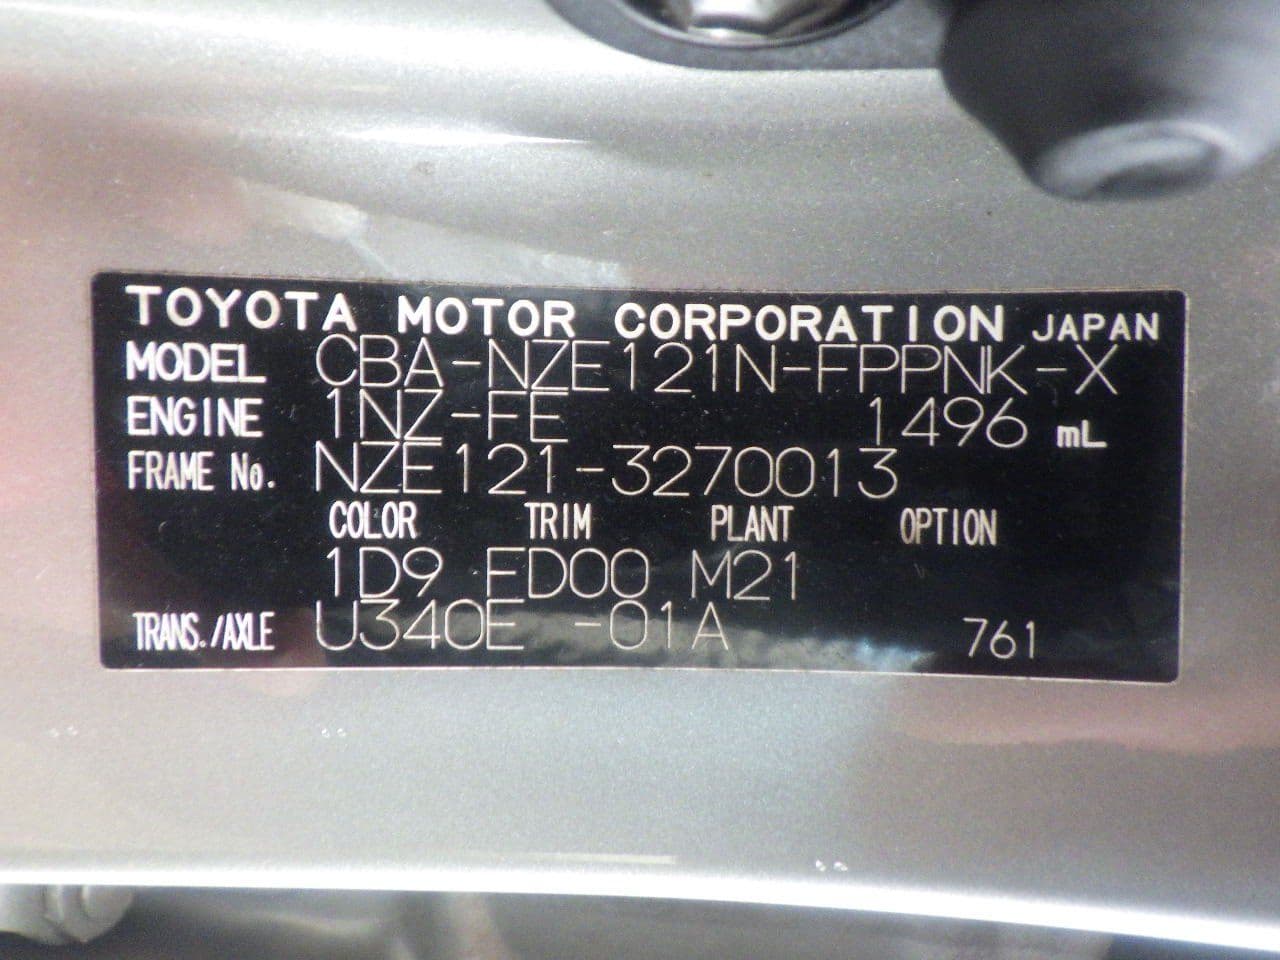 TOYOTA MOTOR CORPORATION JAPAN
MODEL CBA-NZE121N-FPPNK-X
ENGINE 1NZ-FE 1496 mL
FRAME No. NZE121-3270013
COLOR TRIM PLANT OPTION
1D9 ED00 M21
TRANS./AXLE U340E -01A 761